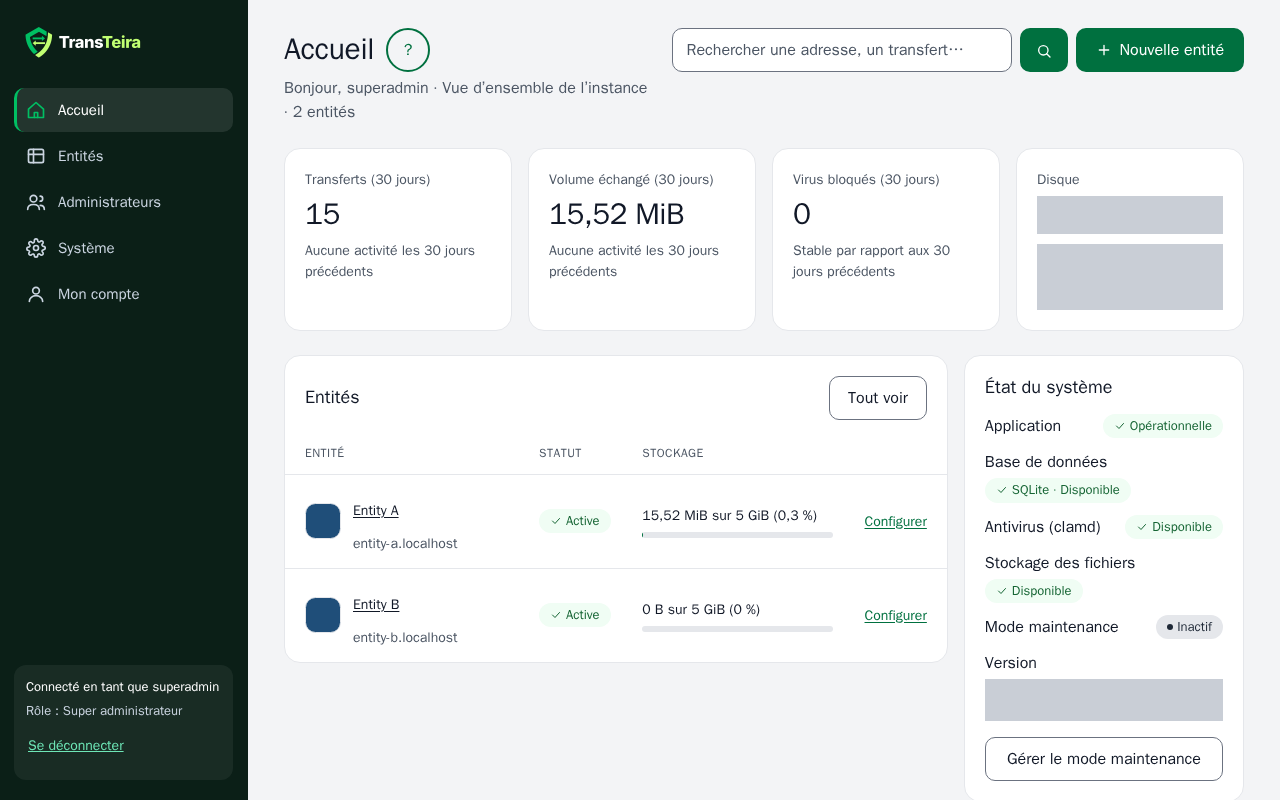 TransTeira
Accueil
Entités
Administrateurs
Système
Mon compte
Connecté en tant que superadmin
Rôle : Super administrateur
Se déconnecter
Accueil
?
Rechercher une adresse, un transfert…
+ Nouvelle entité
Bonjour, superadmin · Vue d'ensemble de l'instance
· 2 entités
Transferts (30 jours)
15
Aucune activité les 30 jours
précédents
Volume échangé (30 jours)
15,52 MiB
Aucune activité les 30 jours
précédents
Virus bloqués (30 jours)
0
Stable par rapport aux 30
jours précédents
Disque
Entités
Tout voir
ENTITÉ STATUT STOCKAGE
Entity A
entity-a.localhost
✓ Active
15,52 MiB sur 5 GiB (0,3 %)
Configurer
Entity B
entity-b.localhost
✓ Active
0 B sur 5 GiB (0 %)
Configurer
État du système
Application ✓ Opérationnelle
Base de données
✓ SQLite · Disponible
Antivirus (clamd) ✓ Disponible
Stockage des fichiers
✓ Disponible
Mode maintenance ● Inactif
Version
Gérer le mode maintenance